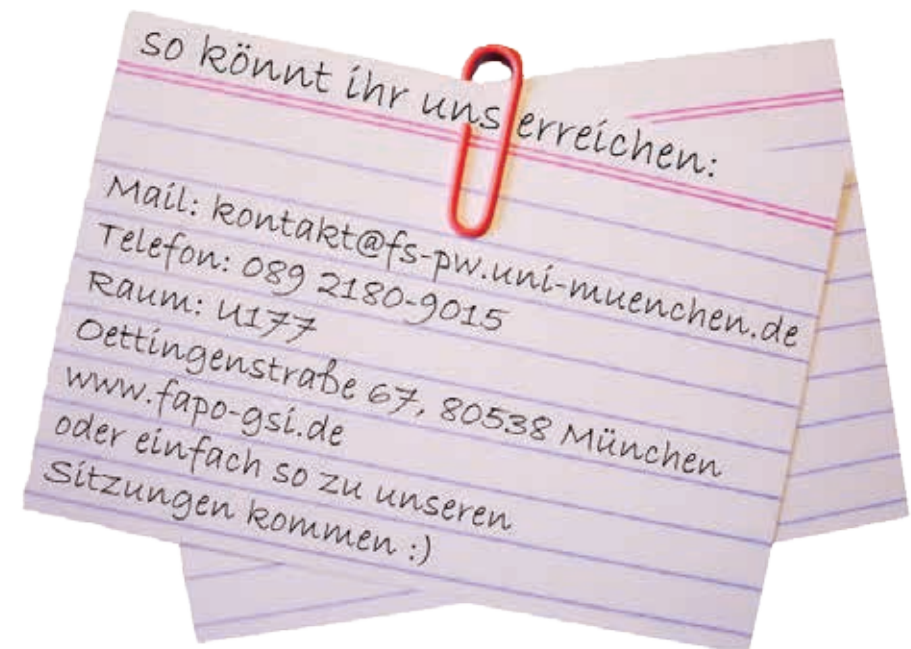 so könnt ihr uns erreichen:
Mail: kontakt@fs-pw.uni-muenchen.de
Telefon: 089 2180-9015
Raum: U177
Oettingenstraße 67, 80538 München
www.fapo-gsi.de
oder einfach so zu unseren
Sitzungen kommen :)